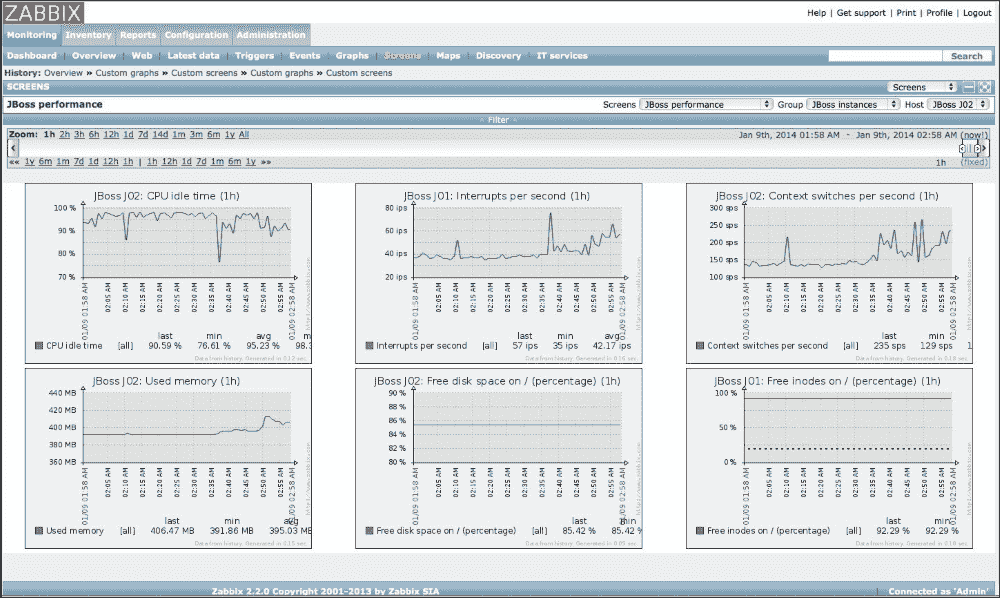 ZABBIX
Help | Get support | Print | Profile | Logout
Monitoring Inventory Reports Configuration Administration
Dashboard | Overview | Web | Latest data | Triggers | Events | Graphs | Screens | Maps | Discovery | IT services Search
History: Overview » Custom graphs » Custom screens » Custom graphs » Custom screens
SCREENS Screens
JBoss performance Screens JBoss performance Group JBoss instances Host JBoss J02
Filter
Zoom: 1h 2h 3h 6h 12h 1d 7d 14d 1m 3m 6m 1y All Jan 9th, 2014 01:58 AM - Jan 9th, 2014 02:58 AM (now!)
«« 1y 6m 1m 7d 1d 12h 1h | 1h 12h 1d 7d 1m 6m 1y »» 1h (fixed)
JBoss J02: CPU idle time (1h)
100 %
90 %
80 %
70 %
01/09 01:58 AM 02:05 AM 02:10 AM 02:15 AM 02:20 AM 02:25 AM 02:30 AM 02:35 AM 02:40 AM 02:45 AM 02:50 AM 02:55 AM 01/09 02:58 AM
last min avg
CPU idle time [all] 90.59 % 76.61 % 95.23 % 98.3
JBoss J01: Interrupts per second (1h)
80 ips
60 ips
40 ips
20 ips
01/09 01:58 AM 02:05 AM 02:10 AM 02:15 AM 02:20 AM 02:25 AM 02:30 AM 02:35 AM 02:40 AM 02:45 AM 02:50 AM 02:55 AM 01/09 02:58 AM
last min avg
Interrupts per second [all] 57 ips 35 ips 42.17 ips
JBoss J02: Context switches per second (1h)
300 sps
250 sps
200 sps
150 sps
100 sps
01/09 01:58 AM 02:05 AM 02:10 AM 02:15 AM 02:20 AM 02:25 AM 02:30 AM 02:35 AM 02:40 AM 02:45 AM 02:50 AM 02:55 AM 01/09 02:58 AM
last min
Context switches per second [all] 235 sps 129 sps 1
JBoss J02: Used memory (1h)
440 MB
420 MB
400 MB
380 MB
360 MB
01/09 01:58 AM 02:05 AM 02:10 AM 02:15 AM 02:20 AM 02:25 AM 02:30 AM 02:35 AM 02:40 AM 02:45 AM 02:50 AM 02:55 AM 01/09 02:58 AM
last min avg
Used memory [all] 406.47 MB 391.86 MB 395.03 MB
JBoss J02: Free disk space on / (percentage) (1h)
90 %
88 %
86 %
84 %
82 %
80 %
01/09 01:58 AM 02:05 AM 02:10 AM 02:15 AM 02:20 AM 02:25 AM 02:30 AM 02:35 AM 02:40 AM 02:45 AM 02:50 AM 02:55 AM 01/09 02:58 AM
last min
Free disk space on / (percentage) [all] 85.42 % 85.42 %
JBoss J01: Free inodes on / (percentage) (1h)
100 %
50 %
0 %
01/09 01:58 AM 02:05 AM 02:10 AM 02:15 AM 02:20 AM 02:25 AM 02:30 AM 02:35 AM 02:40 AM 02:45 AM 02:50 AM 02:55 AM 01/09 02:58 AM
last min
Free inodes on / (percentage) [all] 92.29 % 92.29 %
Zabbix 2.2.0 Copyright 2001-2013 by Zabbix SIA | Connected as 'Admin'